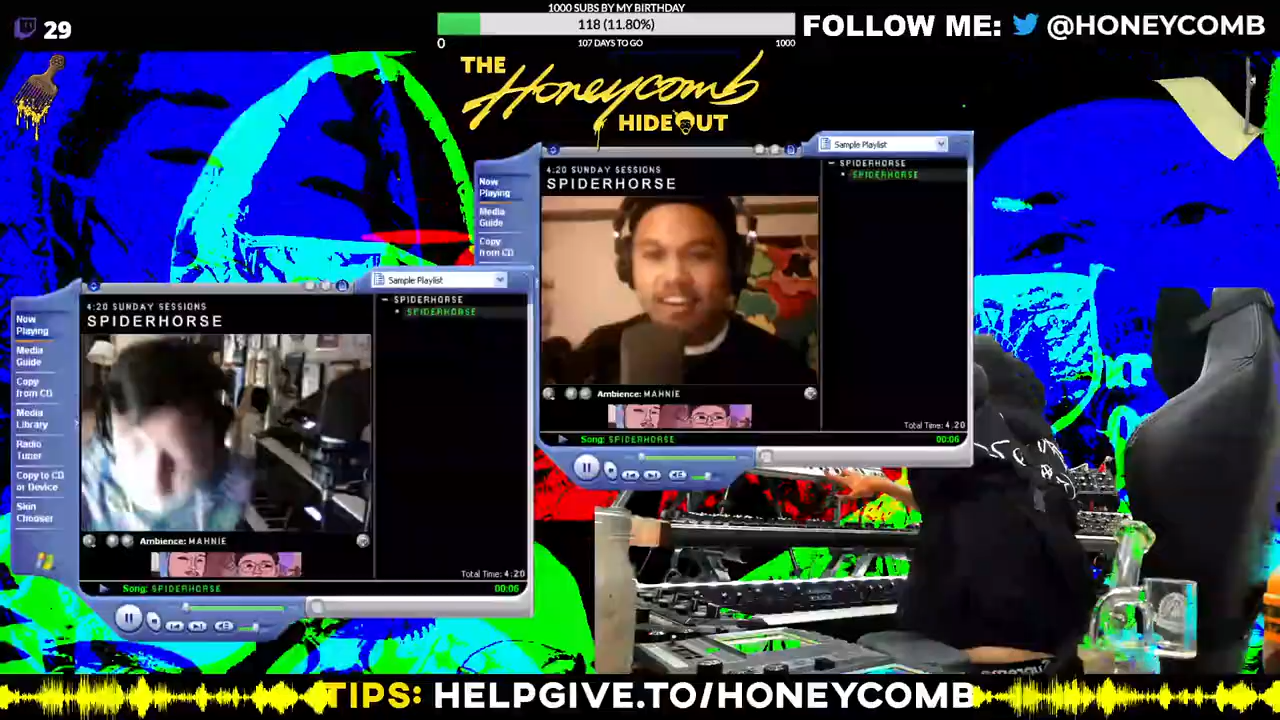 29
1000 SUBS BY MY BIRTHDAY
118 (11.80%)
0
107 DAYS TO GO
1000
FOLLOW ME: @HONEYCOMB
THE
Honeycomb
HIDEOUT
Sample Playlist
Now
Playing
Media
Guide
Copy
from CD
4:20 SUNDAY SESSIONS
SPIDERHORSE
SPIDERHORSE
SPIDERHORSE
Ambience: MAHNIE
Total Time: 4:20
Song: SPIDERHORSE
00:06
Sample Playlist
Now
Playing
Media
Guide
Copy
from CD
Media
Library
Radio
Tuner
Copy to CD
or Device
Skin
Chooser
4:20 SUNDAY SESSIONS
SPIDERHORSE
SPIDERHORSE
SPIDERHORSE
Ambience: MAHNIE
Total Time: 4:20
Song: SPIDERHORSE
00:06
TIPS: HELPGIVE.TO/HONEYCOMB